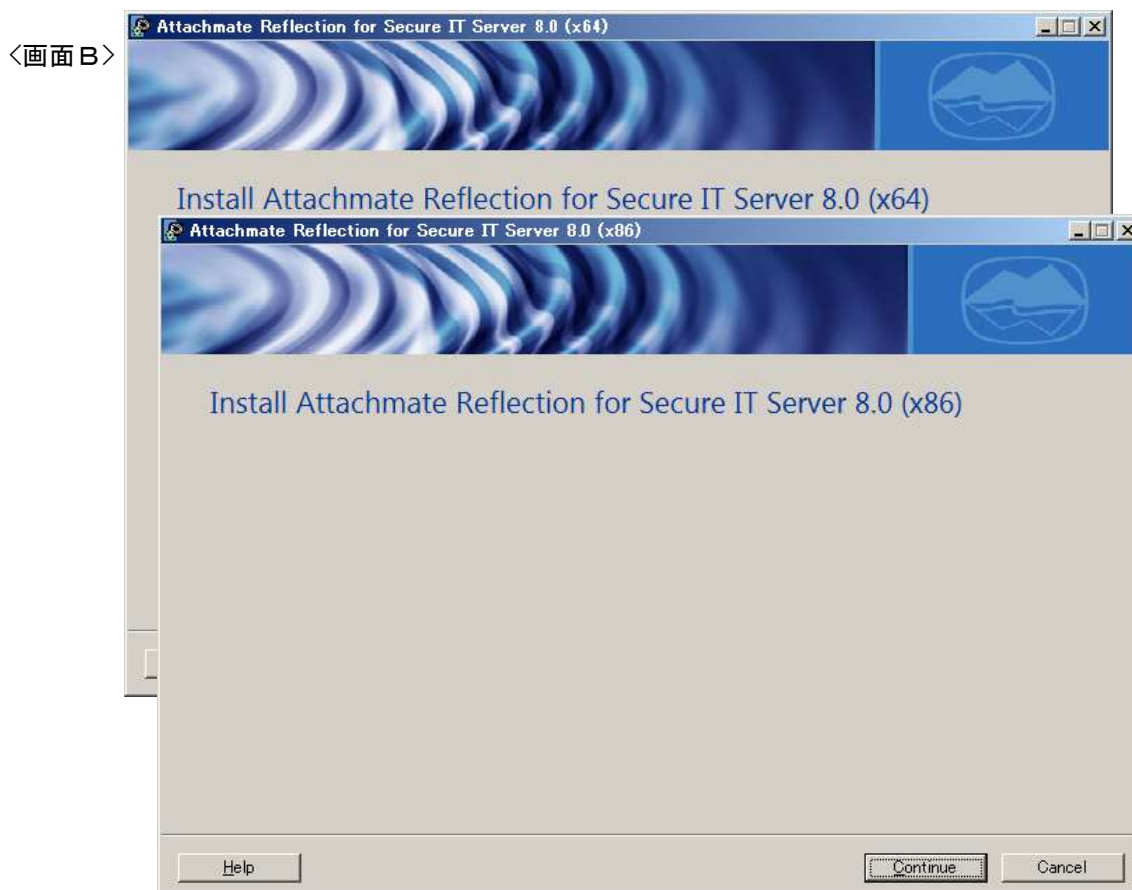 <画面B>
Attachmate Reflection for Secure IT Server 8.0 (x64)
Install Attachmate Reflection for Secure IT Server 8.0 (x64)
Attachmate Reflection for Secure IT Server 8.0 (x86)
Install Attachmate Reflection for Secure IT Server 8.0 (x86)
Help
Continue
Cancel